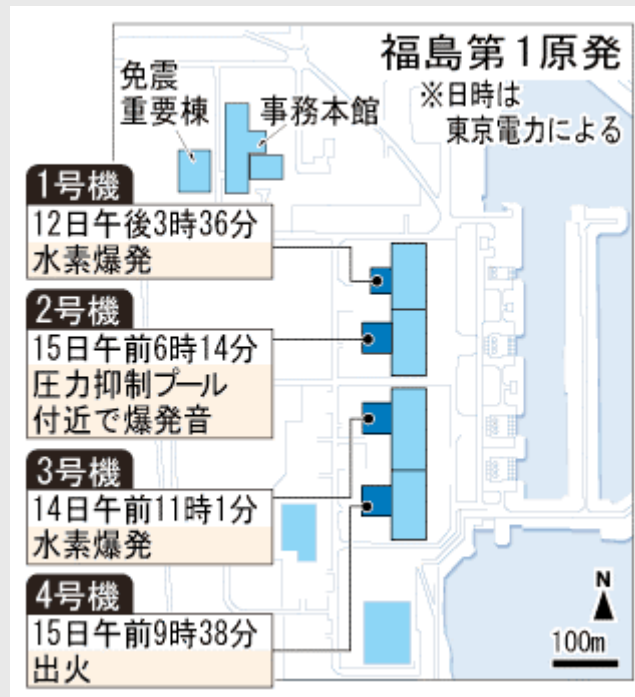 福島第1原発
※日時は
東京電力による
免震
重要棟
事務本館
1号機
12日午後3時36分
水素爆発
2号機
15日午前6時14分
圧力抑制プール
付近で爆発音
3号機
14日午前11時1分
水素爆発
4号機
15日午前9時38分
出火
N
100m